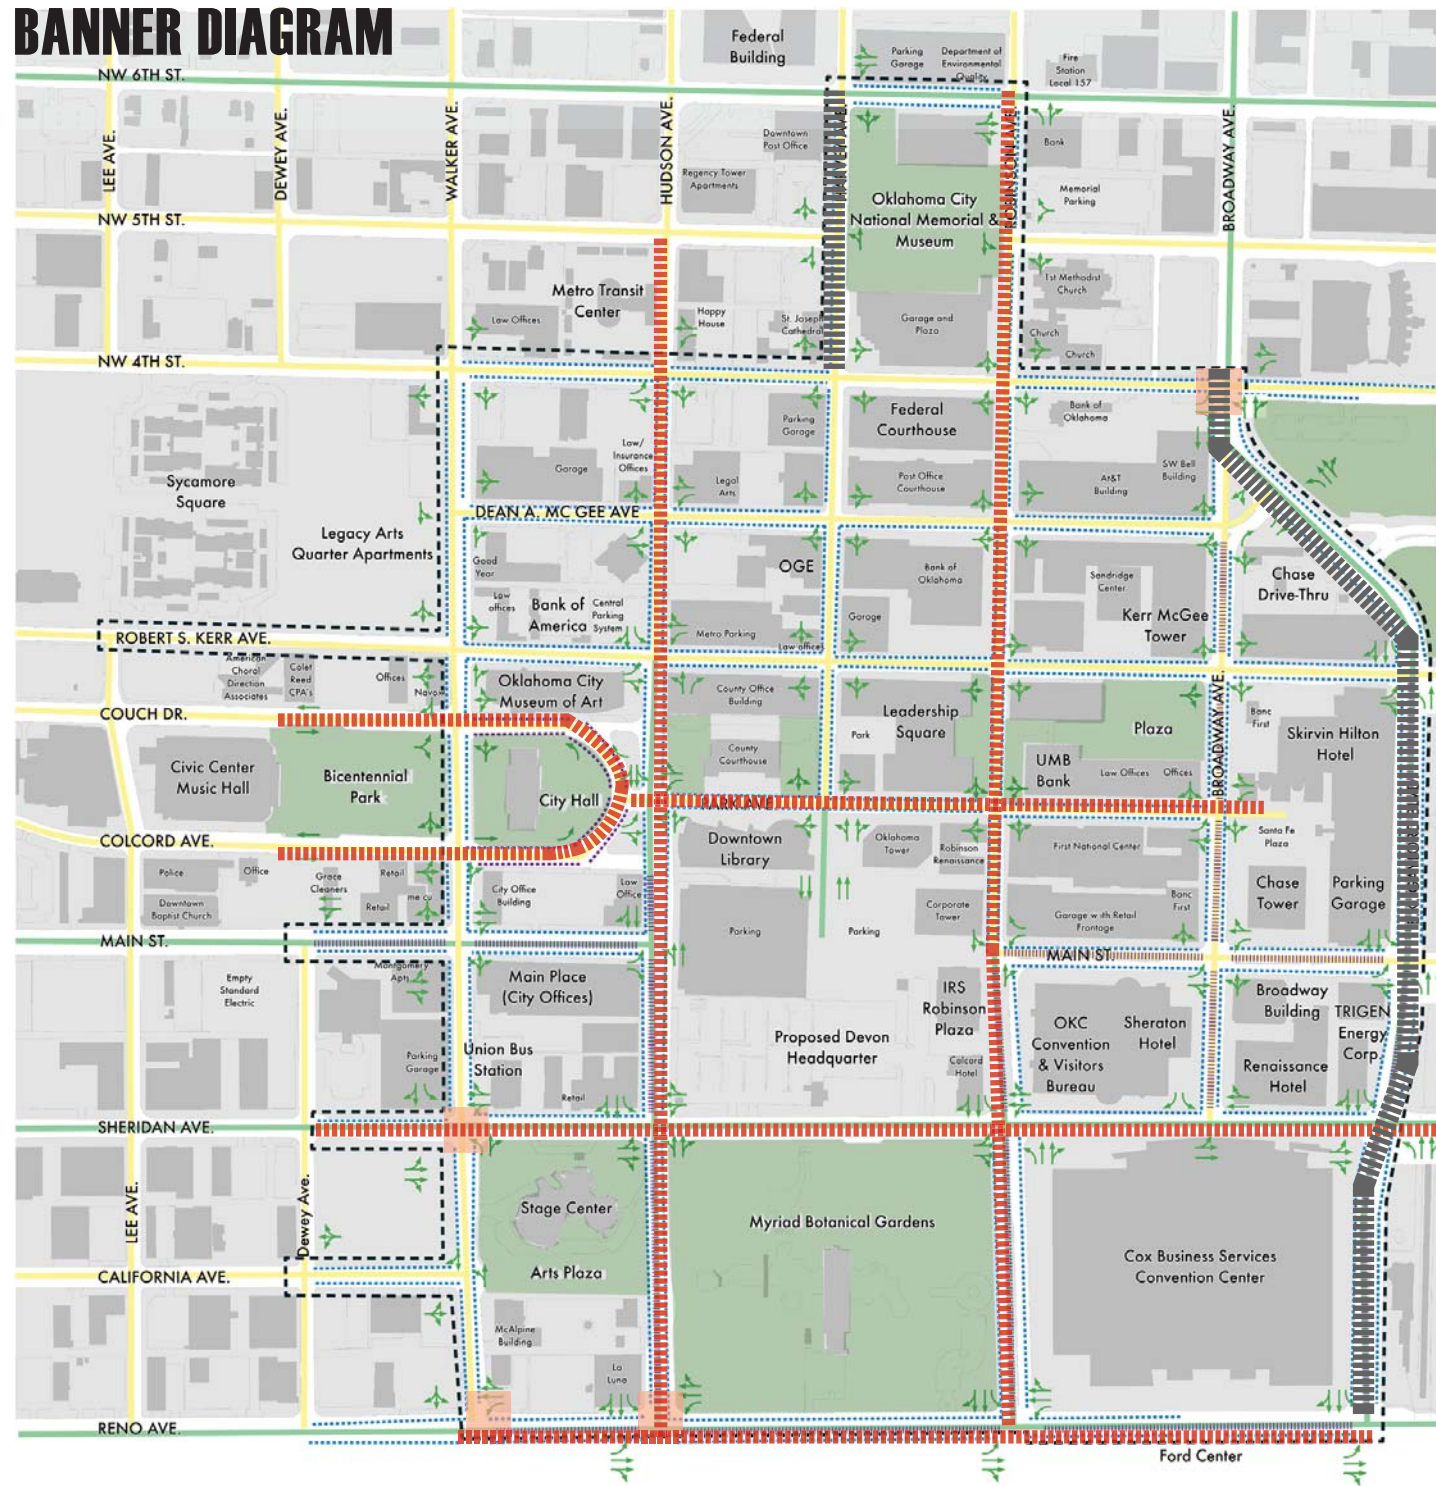 BANNER DIAGRAM
Federal
Building
Parking
Garage
Department of
Environmental
Quality
Fire
Station
Local 157
NW 6TH ST.
LEE AVE.
DEWEY AVE.
WALKER AVE.
HUDSON AVE.
BROADWAY AVE.
Downtown
Post Office
Bank
Regency Tower
Apartments
Memorial
Parking
Oklahoma City
National Memorial &
Museum
NW 5TH ST.
Metro Transit
Center
1st Methodist
Church
Law Offices
Happy
House
St. Joseph
Cathedral
Garage and
Plaza
Church
Church
NW 4TH ST.
Federal
Courthouse
Bank of
Oklahoma
Parking
Garage
Law/
Insurance
Offices
Garage
Legal
Arts
Post Office
Courthouse
AT&T
Building
SW Bell
Building
Sycamore
Square
DEAN A. MC GEE AVE
Legacy Arts
Quarter Apartments
Good
Year
OGE
Bank of
Oklahoma
Sandridge
Center
Chase
Drive-Thru
Law
offices
Bank of
America
Central
Parking
System
Garage
Kerr McGee
Tower
Metro Parking
Law offices
ROBERT S. KERR AVE.
American
Choral
Direction
Associates
Colet
Reed
CPA's
Offices
Oklahoma City
Museum of Art
County Office
Building
BROADWAY AVE.
COUCH DR.
Leadership
Square
Park
Plaza
Banc
First
Skirvin Hilton
Hotel
County
Courthouse
Civic Center
Music Hall
Bicentennial
Park
City Hall
UMB
Bank
Law Offices
Offices
PARK AVE
COLCORD AVE.
Downtown
Library
Oklahoma
Tower
Robinson
Renaissance
First National Center
Santa Fe
Plaza
Police
Office
Grace
Cleaners
Retail
Retail
me cu
City Office
Building
Law
Office
Downtown
Baptist Church
Corporate
Tower
Garage with Retail
Frontage
Banc
First
Chase
Tower
Parking
Garage
Parking
Parking
MAIN ST.
MAIN ST.
Empty
Standard
Electric
Montgomery
Apts
Main Place
(City Offices)
IRS
Robinson
Plaza
Broadway
Building
TRIGEN
Energy
Corp.
Proposed Devon
Headquarter
OKC
Convention
& Visitors
Bureau
Sheraton
Hotel
Parking
Garage
Union Bus
Station
Colcord
Hotel
Renaissance
Hotel
Retail
SHERIDAN AVE.
LEE AVE.
Dewey Ave.
Stage Center
Myriad Botanical Gardens
Cox Business Services
Convention Center
Arts Plaza
CALIFORNIA AVE.
McAlpine
Building
La
Luna
RENO AVE.
Ford Center